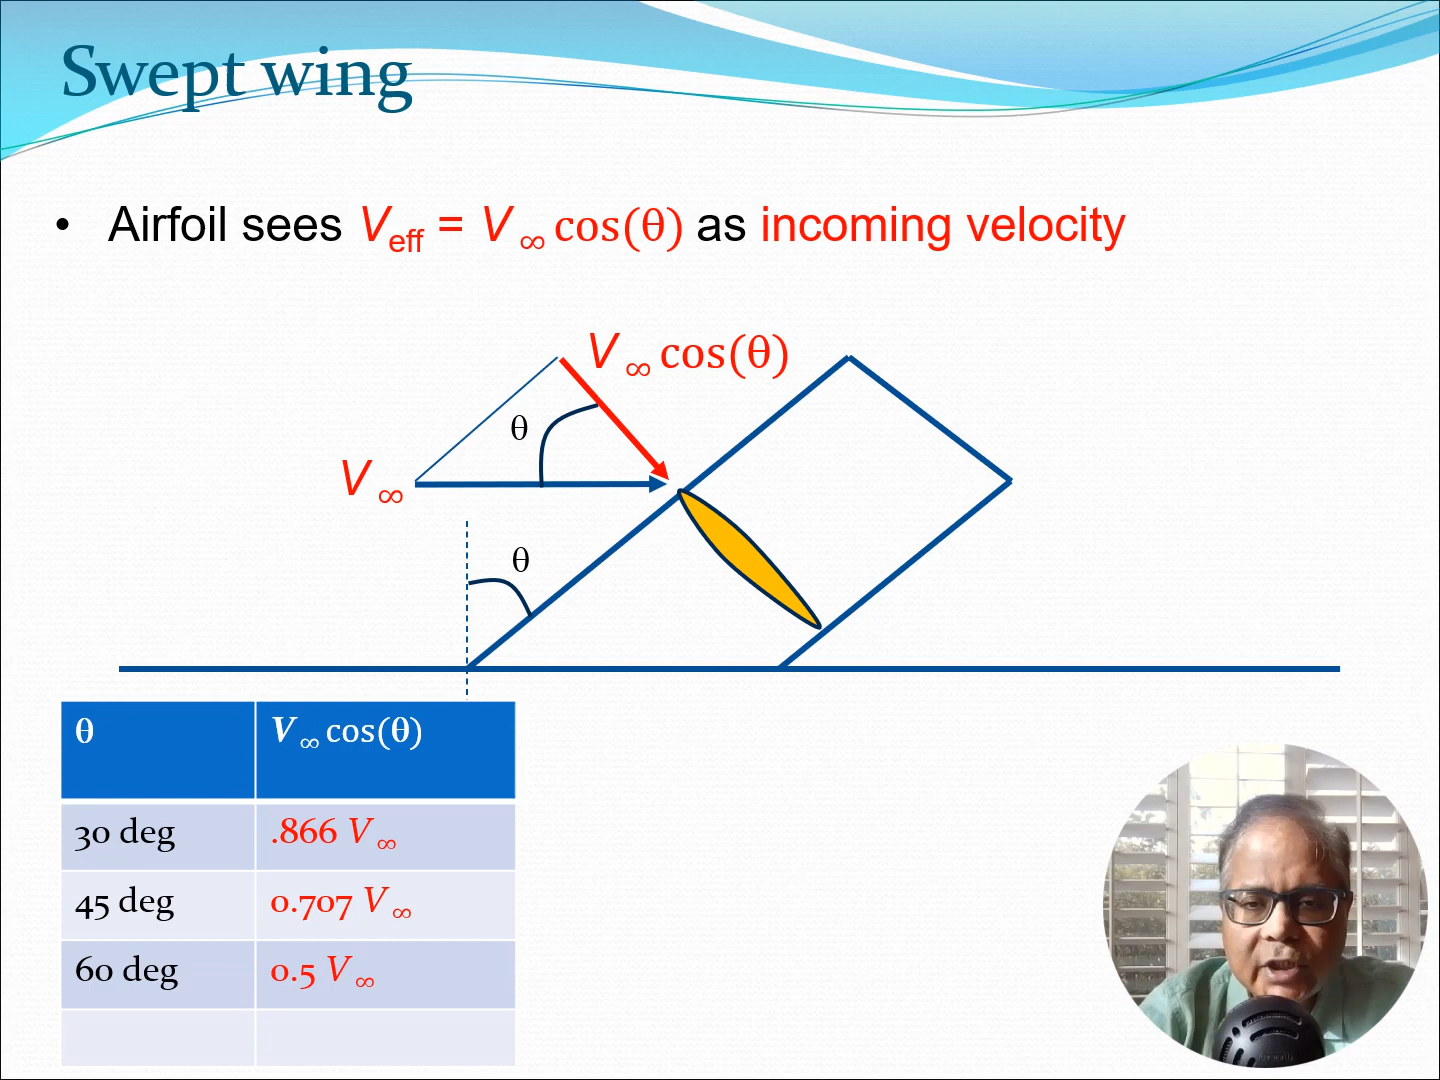 Swept wing
• Airfoil sees Veff = V∞ cos(θ) as incoming velocity
V∞ cos(θ)
θ
V∞
θ
θ V∞ cos(θ)
30 deg .866 V∞
45 deg 0.707 V∞
60 deg 0.5 V∞